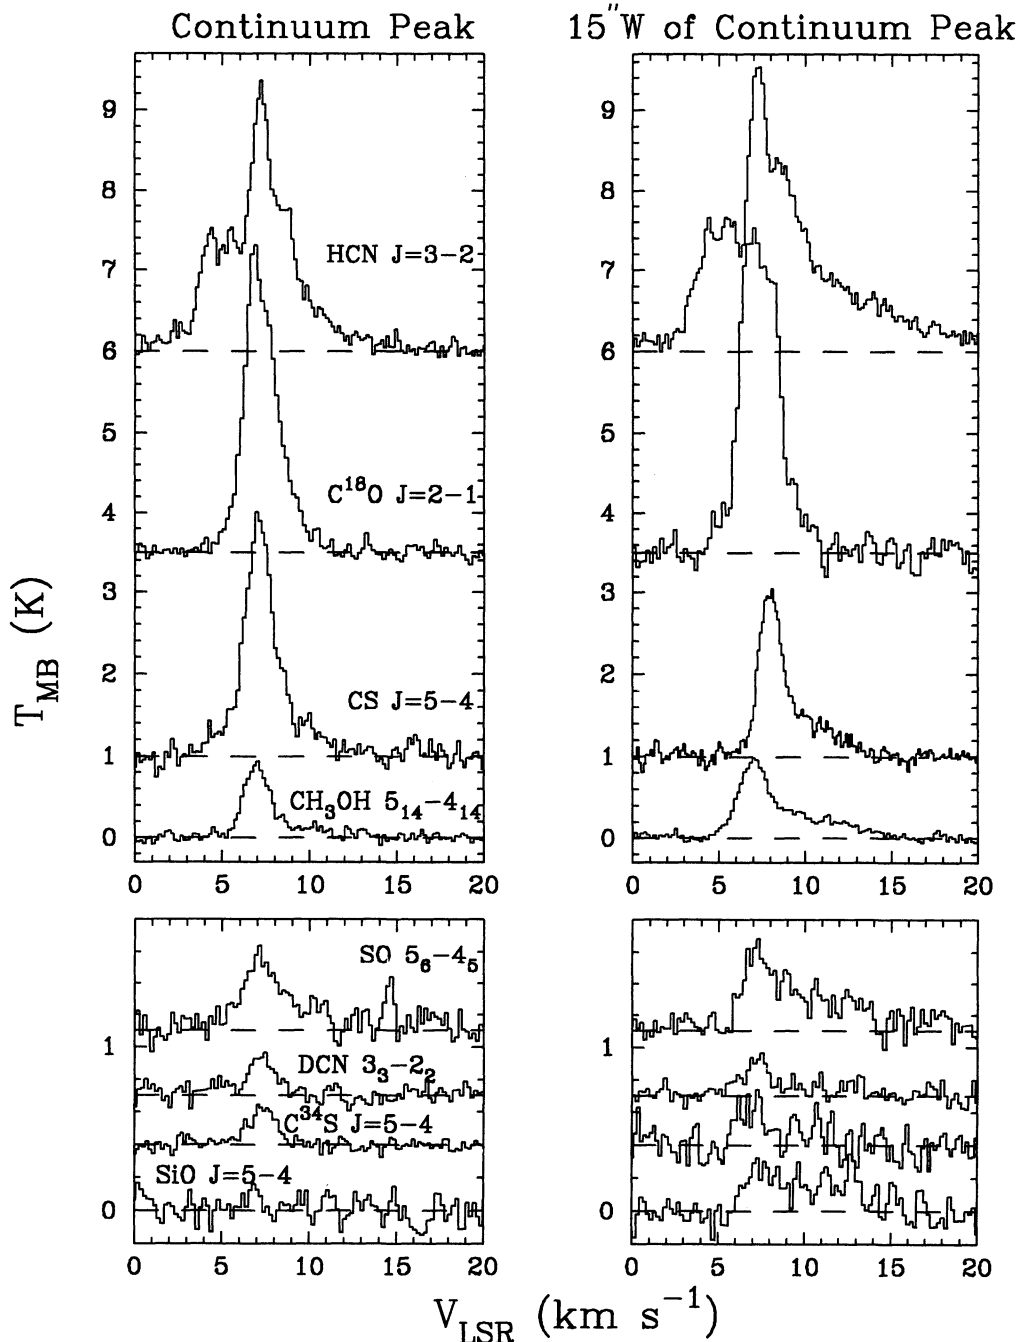 Continuum Peak
15"W of Continuum Peak
9
8
7
6
5
4
3
2
1
0
HCN J=3−2
C¹⁸O J=2−1
CS J=5−4
CH₃OH 5₁₄−4₁₄
0 5 10 15 20
9
8
7
6
5
4
3
2
1
0
0 5 10 15 20
T_MB (K)
1
0
SO 5₆−4₅
DCN 3₃−2₂
C³⁴S J=5−4
SiO J=5−4
0 5 10 15 20
1
0
0 5 10 15 20
V_LSR (km s⁻¹)